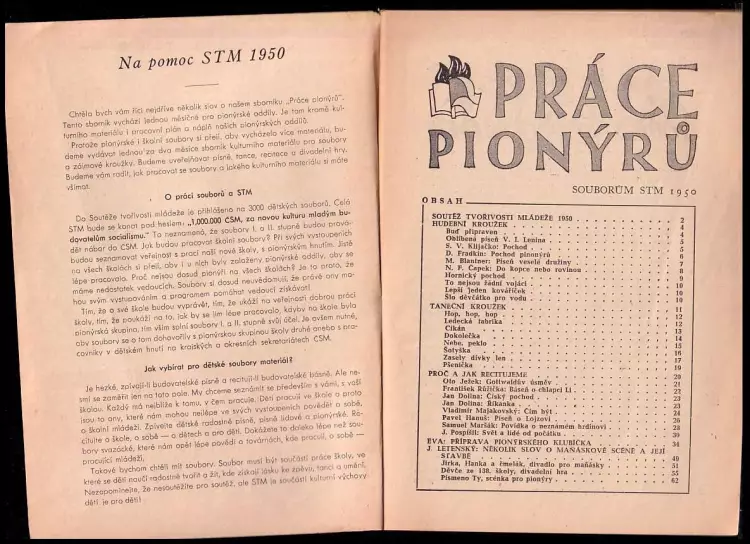 Na pomoc STM 1950
Chtěla bych vám říci nejdříve několik slov o našem sborníku „Práce pionýrů".
Tento sborník vychází jednou měsíčně pro pionýrské oddíly. Je tam kromě kul-
turního materiálu i pracovní plán a náplň našich pionýrských oddílů.
Protože pionýrské i školní soubory si přejí, aby vycházelo více materiálu, bu-
deme vydávat jednou za dva měsíce sborník kulturního materiálu pro soubory
a zájmové kroužky. Budeme uveřejňovat písně, tance, recitace a divadelní hry.
Budeme vám radit, jak pracovat se soubory a jakého kulturního materiálu si máte
všímat.
O práci souborů a STM
Do Soutěže tvořivosti mládeže je přihlášeno na 3000 dětských souborů. Celá
STM bude se konat pod heslem: „1,000.000 ČSM, za novou kulturu mladým bu-
dovatelům socialismu." To neznamená, že soubory I. a II. stupně budou prová-
dět nábor do ČSM. Jak budou pracovat školní soubory? Při svých vystoupeních
budou seznamovat veřejnost s prací naší nové školy, s pionýrským hnutím. Jistě
na všech školách si přejí, aby i u nich byly založeny pionýrské oddíly, aby se
lépe pracovalo. Proč nejsou dosud pionýři na všech školách? Je to proto, že
máme nedostatek vedoucích. Soubory si dosud neuvědomují, že právě ony ma-
hou svým vystupováním a programem pomáhat vedoucí získávat.
Tím, že o své škole budou vyprávět, tím, že ukáží na veřejnosti dobrou práci
školy, tím, že poukáží na to, jak by se jim lépe pracovalo, kdyby na škole byla
pionýrská skupina, tím vším splní soubory I. a II. stupně svůj účel. Je ovšem nutné,
aby soubory se o tom dohovořily s pionýrskou skupinou školy druhé anebo s pra-
covníky v dětském hnutí na krajských a okresních sekretariátech ČSM.
Jak vybírat pro dětské soubory materiál?
Je hezké, zpívají-li budovatelské písně a recitují-li budovatelské básně. Ale ne-
smí se zaměřit jen na toto pole. My chceme seznámit se především s vámi, s vaší
školou. Každý má nejblíže k tomu, v čem pracuje. Děti pracují ve škole a proto
jsou to ony, které nám mohou nejlépe ve svých vystoupeních povědět o sobě,
o školní mládeži. Zpívejte dětské radostné písně, písně lidové a pionýrské. Re-
citujte o škole, o sobě — o dětech a pro děti. Dokážete to daleko lépe než sou-
bory svazácké, které nám opět lépe povědí o továrnách, kde pracují, o sobě —
pracující mládeži.
Takové bychom chtěli mít soubory. Soubor musí být součástí práce školy, ve
které se děti naučí radostně tvořit a žít, kde získají lásku ke zpěvu, tanci a umění.
Nezapomínejte, že nesoutěžíte pro soutěž, ale STM je součástí kulturní výchovy
dětí, je pro děti!
PRÁCE
PIONÝRŮ
SOUBORŮM STM 1950
OBSAH
SOUTĚŽ TVOŘIVOSTI MLÁDEŽE 1950 . . . 2
HUDEBNÍ KROUŽEK . . . 4
Buď připraven . . . 4
Oblíbená píseň V. I. Lenina . . . 5
S. V. Kljajačko: Pochod . . . 5
D. Fradkin: Pochod pionýrů . . . 6
M. Blantner: Píseň veselé družiny . . . 7
N. F. Čapek: Do kopce nebo rovinou . . . 8
Hornický pochod . . . 9
To nejsou žádní vojáci . . . 10
Lepší jeden kovářiček . . . 10
Šlo děvčátko pro vodu . . . 10
TANEČNÍ KROUŽEK . . . 11
Hop, hop, hop . . . 12
Ledecká fabrika . . . 12
Cikán . . . 13
Dokolečka . . . 14
Nebe, peklo . . . 15
Šotyška . . . 16
Zasely dívky len . . . 17
Pšenička . . . 19
PROČ A JAK RECITUJEME . . . 20
Oto Ježek: Gottwaldův úsměv . . . 21
František Růžička: Báseň o chlapci Li . . . 22
Jan Dolina: Čiský pochod . . . 23
Jan Dolina: Říkanka . . . 23
Vladimír Majakovský: Čím být . . . 24
Pavel Hanuš: Píseň o Lojzovi . . . 26
Samuel Maršak: Povídka o neznámém hrdinovi . . . 28
J. Pospíšil: Svět a lidé od počátku . . . 30
EVA: PŘÍPRAVA PIONÝRSKÉHO KLUBÍČKA . . . 34
J. LETENSKÝ: NĚKOLIK SLOV O MAŇÁSKOVÉ SCÉNĚ A JEJÍ
STAVBĚ . . . 49
Jirka, Hanka a čmelák, divadlo pro maňásky . . . 51
Děvče ze 138. školy, divadelní hra . . . 55
Písmeno Ty, scénka pro pionýry . . . 62